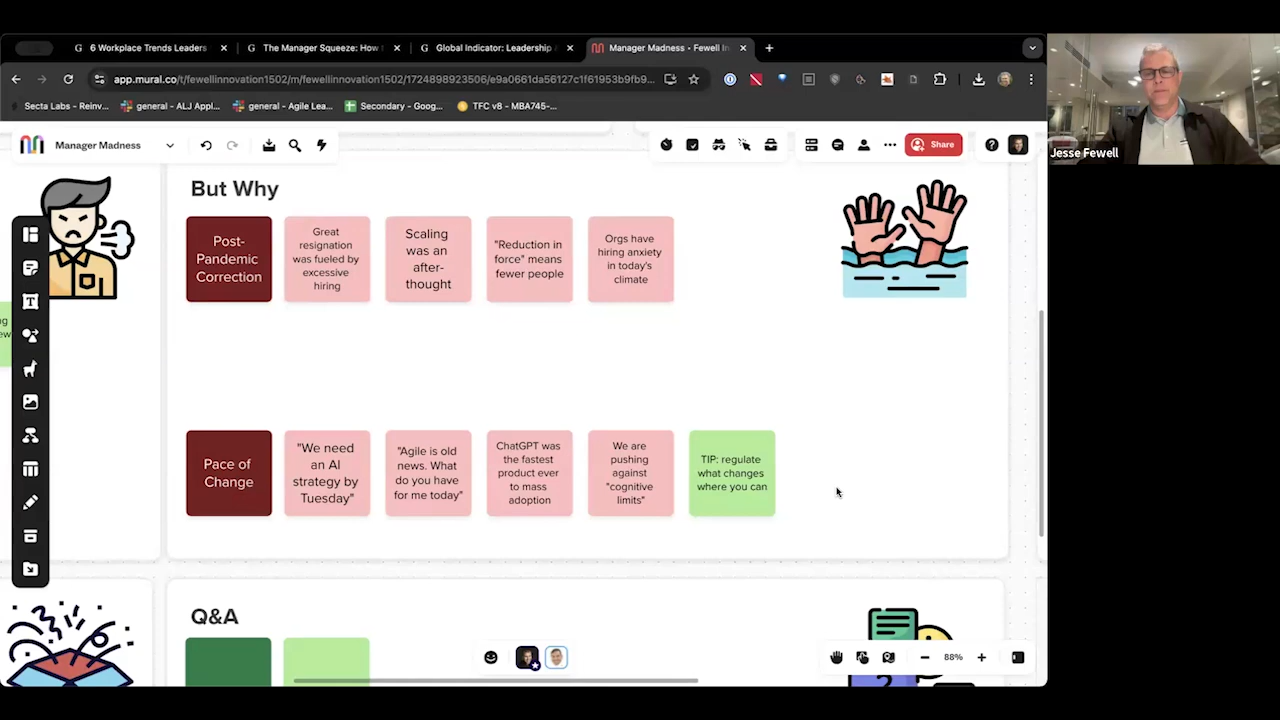 6 Workplace Trends Leaders
The Manager Squeeze: How
Global Indicator: Leadership
Manager Madness • Fewell In
app.mural.co/t/fewellinnovation1502/m/fewellinnovation1502/1724898923506/e9a0661da56127c1f61953b9fb9...
Secta Labs - Reinv...
general - ALJ Appl...
general - Agile Lea...
Secondary - Goog...
TFC v8 - MBA745-...
Manager Madness
Share
Jesse Fewell
But Why
Post-
Pandemic
Correction
Great
resignation
was fueled by
excessive
hiring
Scaling
was an
after-
thought
"Reduction in
force" means
fewer people
Orgs have
hiring anxiety
in today's
climate
Pace of
Change
"We need
an AI
strategy by
Tuesday"
"Agile is old
news. What
do you have
for me today"
ChatGPT was
the fastest
product ever
to mass
adoption
We are
pushing
against
"cognitive
limits"
TIP: regulate
what changes
where you can
Q&A
88%